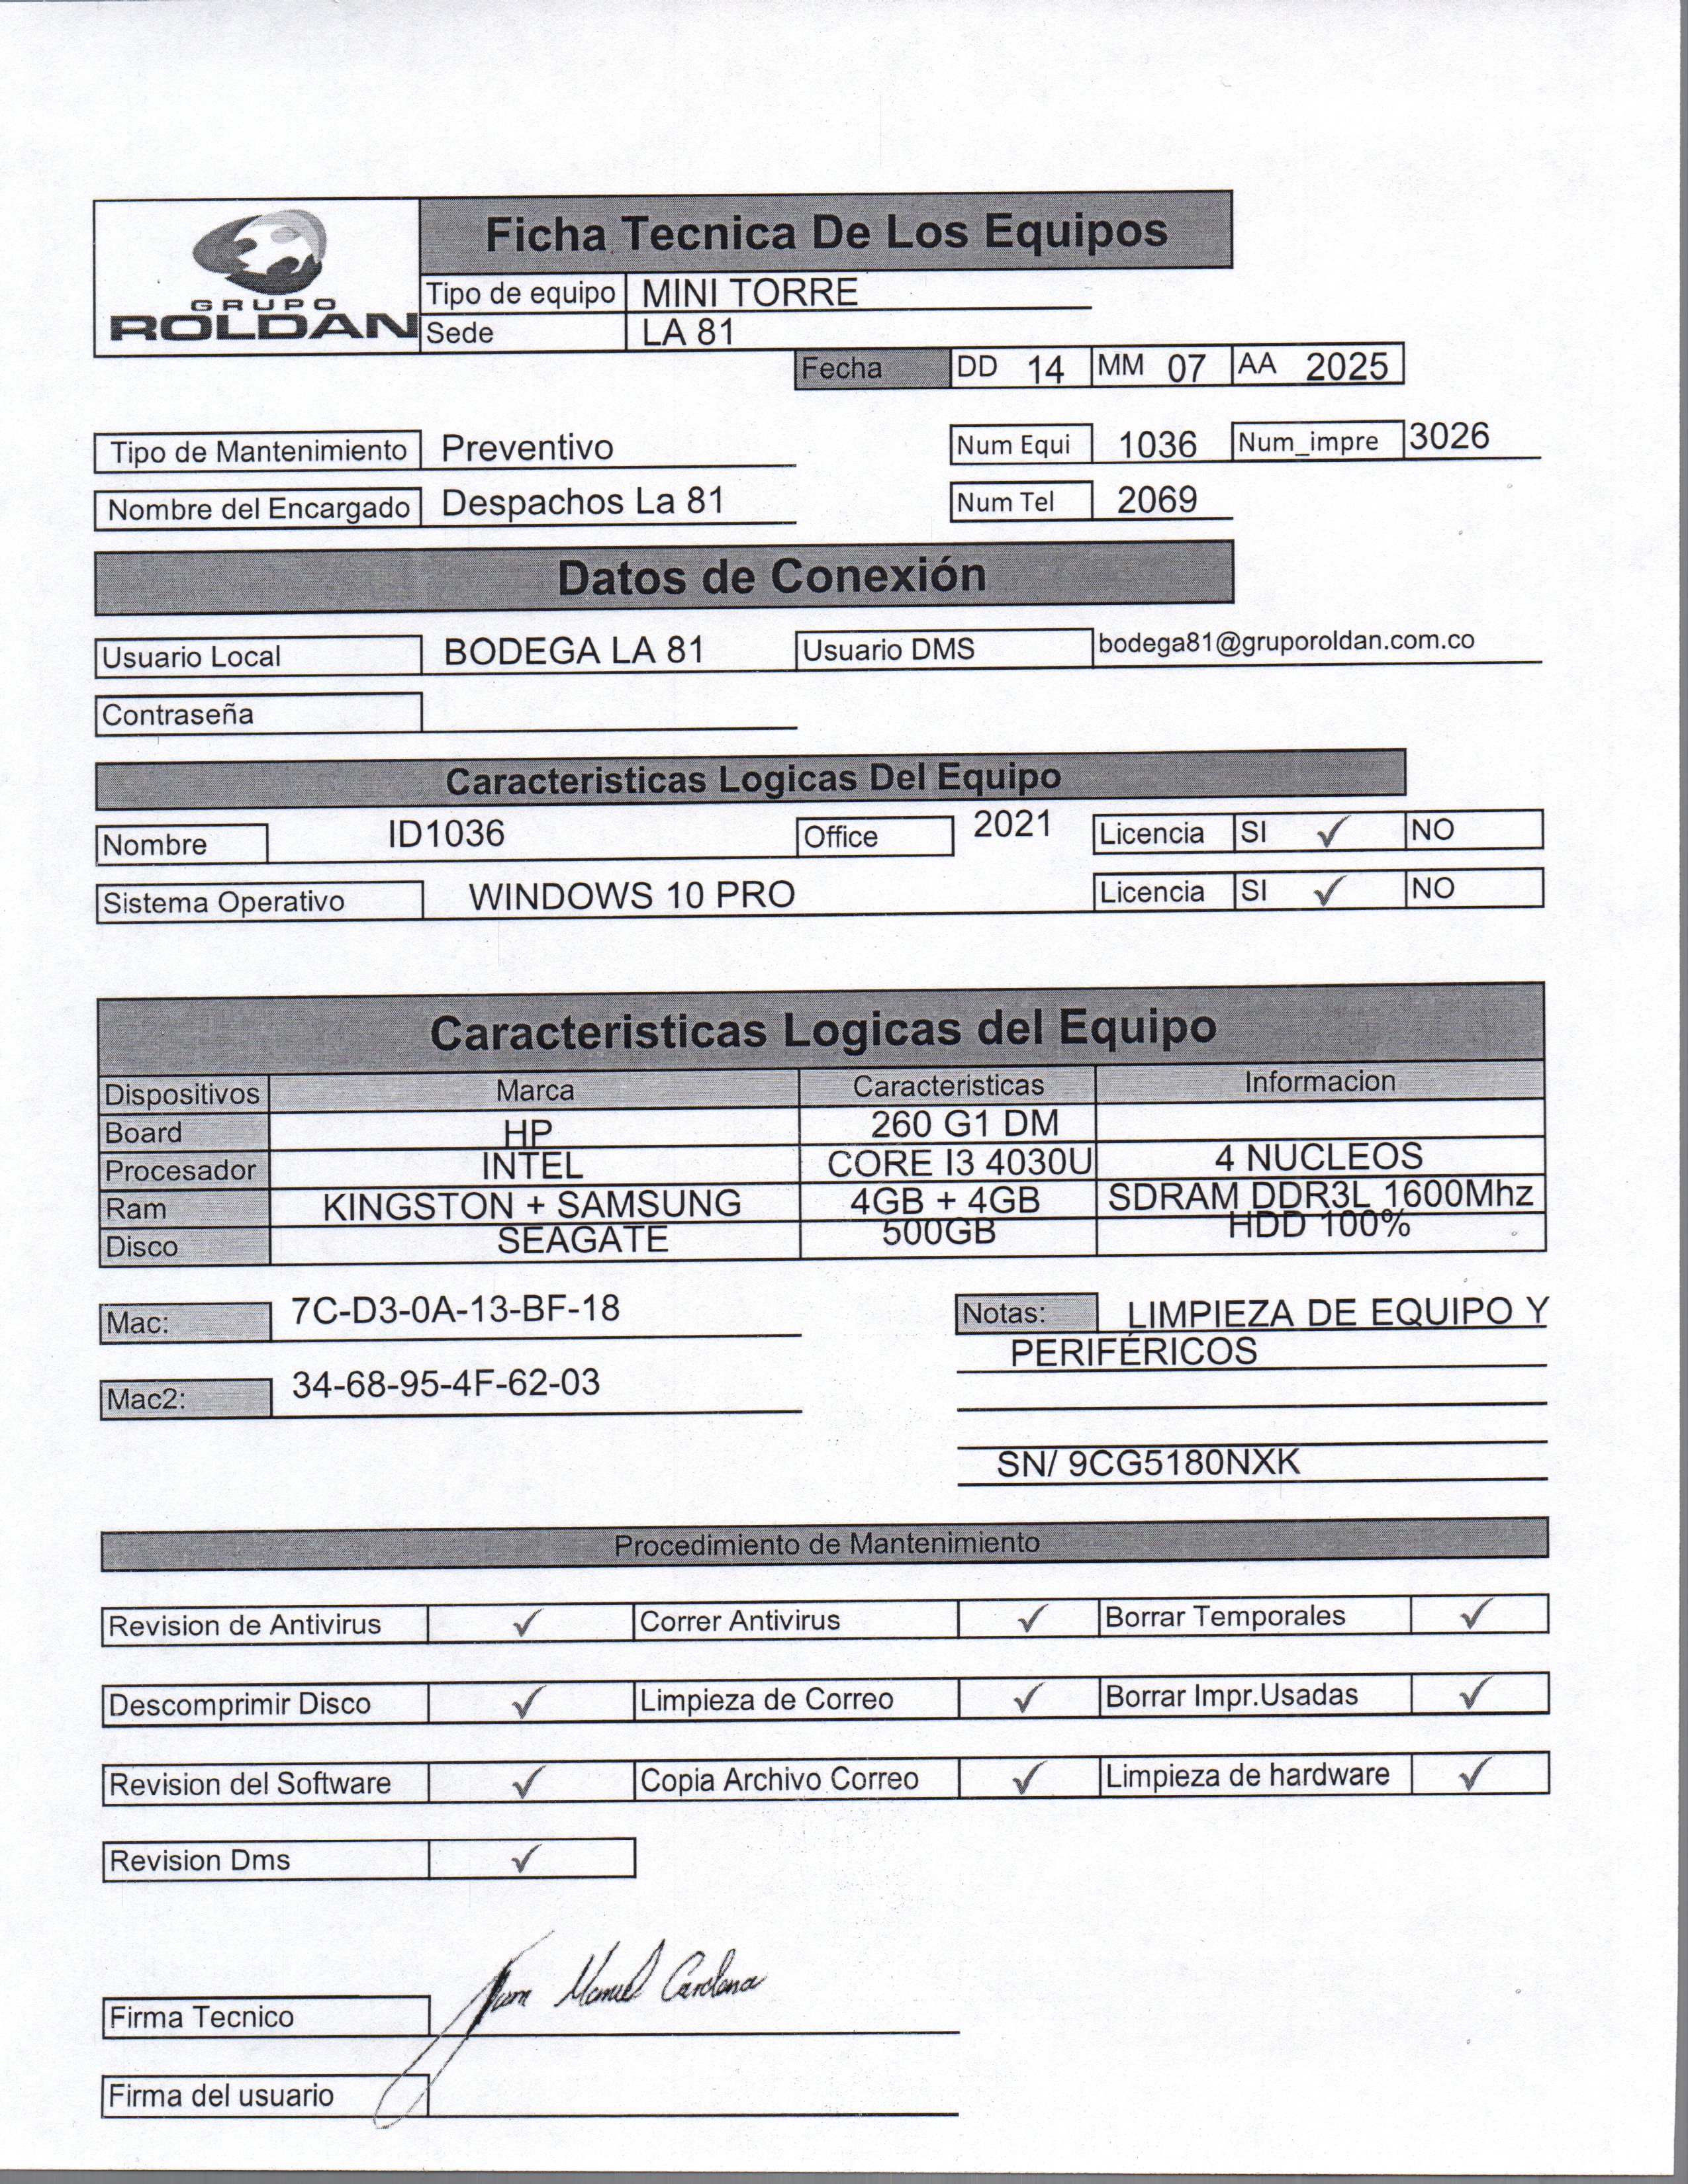 GRUPO
ROLDAN
Ficha Tecnica De Los Equipos
Tipo de equipo MINI TORRE
Sede LA 81
Fecha DD 14 MM 07 AA 2025
Tipo de Mantenimiento Preventivo Num Equi 1036 Num_impre 3026
Nombre del Encargado Despachos La 81 Num Tel 2069
Datos de Conexión
Usuario Local BODEGA LA 81 Usuario DMS bodega81@gruporoldan.com.co
Contraseña
Caracteristicas Logicas Del Equipo
Nombre ID1036 Office 2021 Licencia SI ✓ NO
Sistema Operativo WINDOWS 10 PRO Licencia SI ✓ NO
Caracteristicas Logicas del Equipo
Dispositivos Marca Caracteristicas Informacion
Board HP 260 G1 DM
Procesador INTEL CORE I3 4030U 4 NUCLEOS
Ram KINGSTON + SAMSUNG 4GB + 4GB SDRAM DDR3L 1600Mhz
Disco SEAGATE 500GB HDD 100%
Mac: 7C-D3-0A-13-BF-18 Notas: LIMPIEZA DE EQUIPO Y
PERIFÉRICOS
Mac2: 34-68-95-4F-62-03
SN/ 9CG5180NXK
Procedimiento de Mantenimiento
Revision de Antivirus ✓ Correr Antivirus ✓ Borrar Temporales ✓
Descomprimir Disco ✓ Limpieza de Correo ✓ Borrar Impr.Usadas ✓
Revision del Software ✓ Copia Archivo Correo ✓ Limpieza de hardware ✓
Revision Dms ✓
Firma Tecnico Juan Manuel Cardona
Firma del usuario